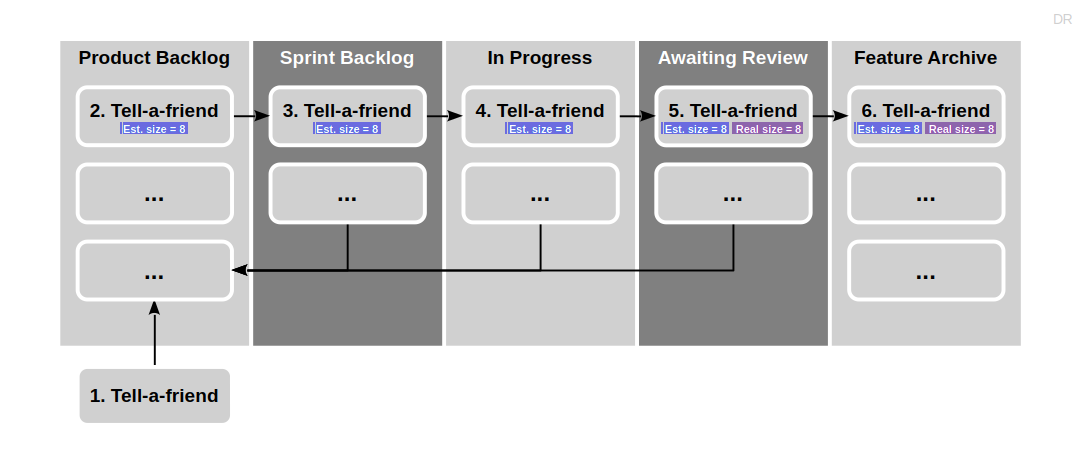 DR
Product Backlog
Sprint Backlog
In Progress
Awaiting Review
Feature Archive
2. Tell-a-friend
Est. size = 8
3. Tell-a-friend
Est. size = 8
4. Tell-a-friend
Est. size = 8
5. Tell-a-friend
Est. size = 8 Real size = 8
6. Tell-a-friend
Est. size = 8 Real size = 8
...
...
...
...
...
...
...
1. Tell-a-friend